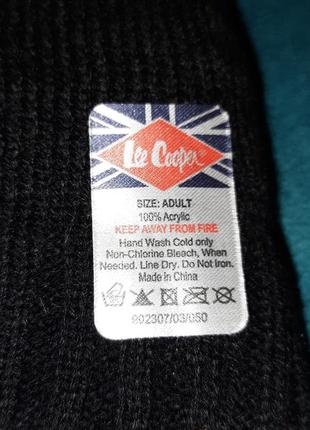 Lee Cooper
SIZE: ADULT
100% Acrylic
KEEP AWAY FROM FIRE
Hand Wash Cold only
Non-Chlorine Bleach, When
Needed. Line Dry. Do Not Iron.
Made in China
902307/03/050